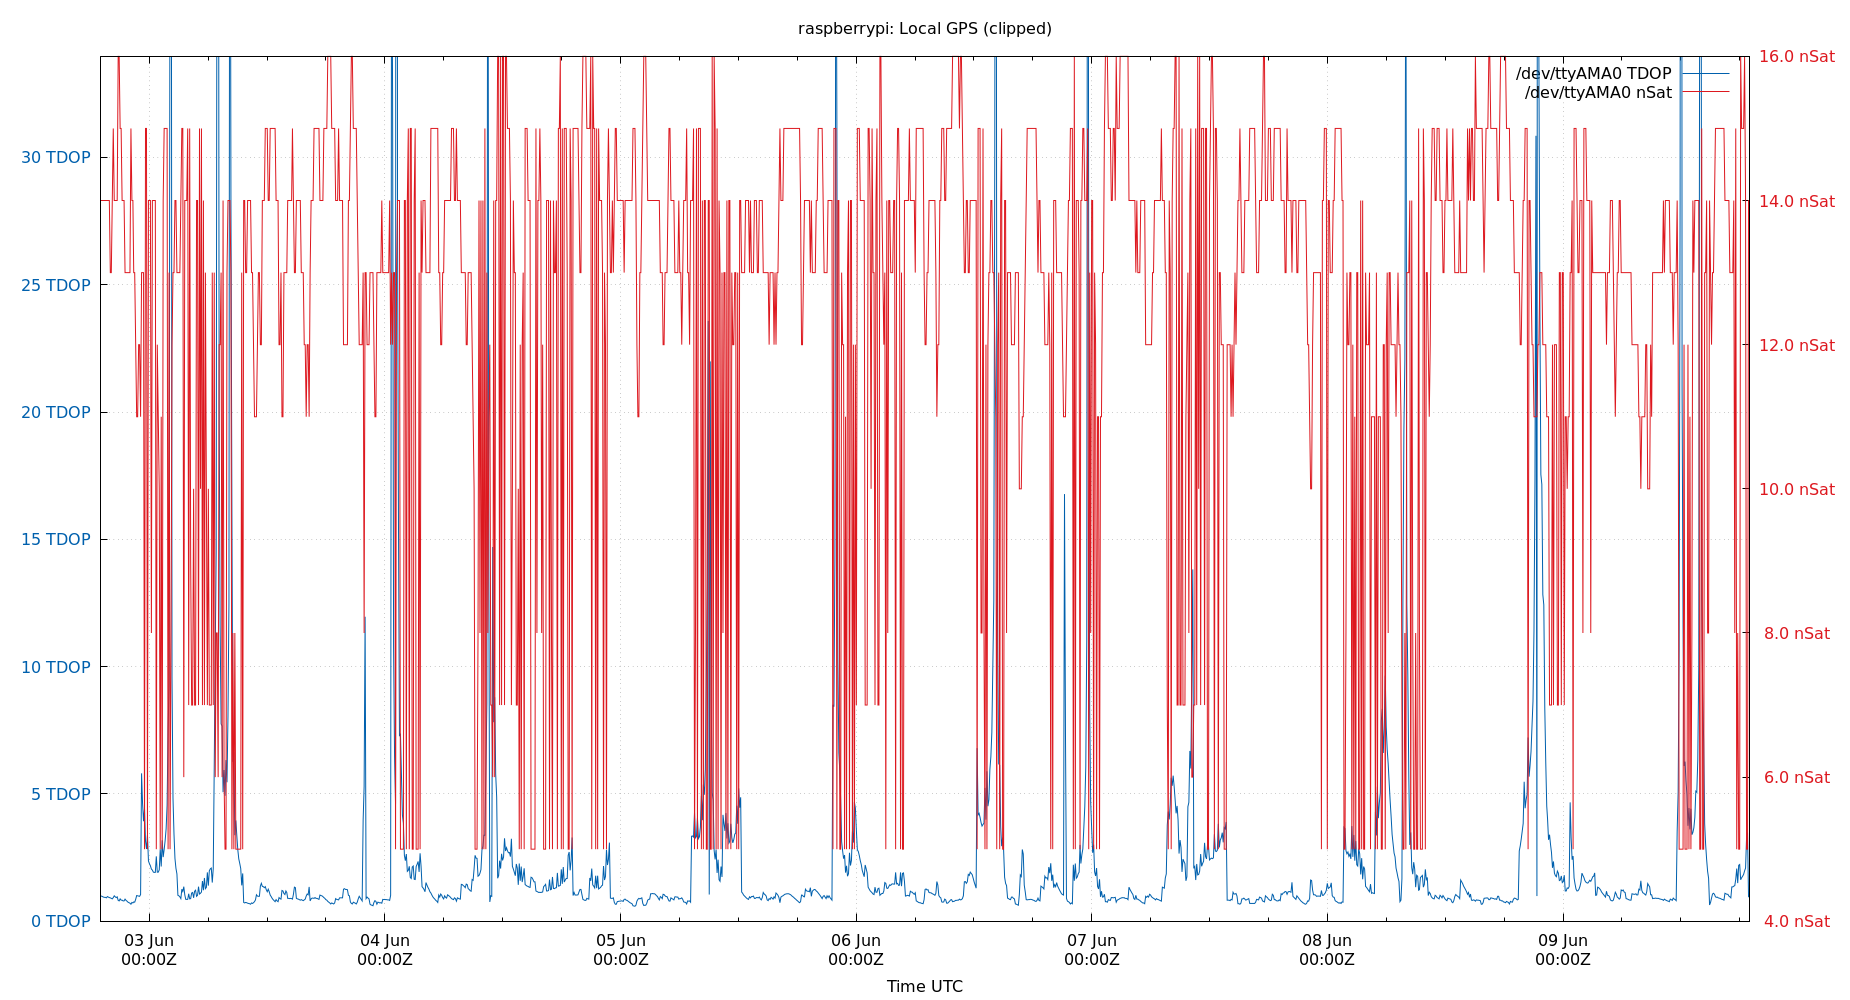 raspberrypi: Local GPS (clipped)
/dev/ttyAMA0 TDOP
/dev/ttyAMA0 nSat
30 TDOP
25 TDOP
20 TDOP
15 TDOP
10 TDOP
5 TDOP
0 TDOP
16.0 nSat
14.0 nSat
12.0 nSat
10.0 nSat
8.0 nSat
6.0 nSat
4.0 nSat
03 Jun
00:00Z
04 Jun
00:00Z
05 Jun
00:00Z
06 Jun
00:00Z
07 Jun
00:00Z
08 Jun
00:00Z
09 Jun
00:00Z
Time UTC